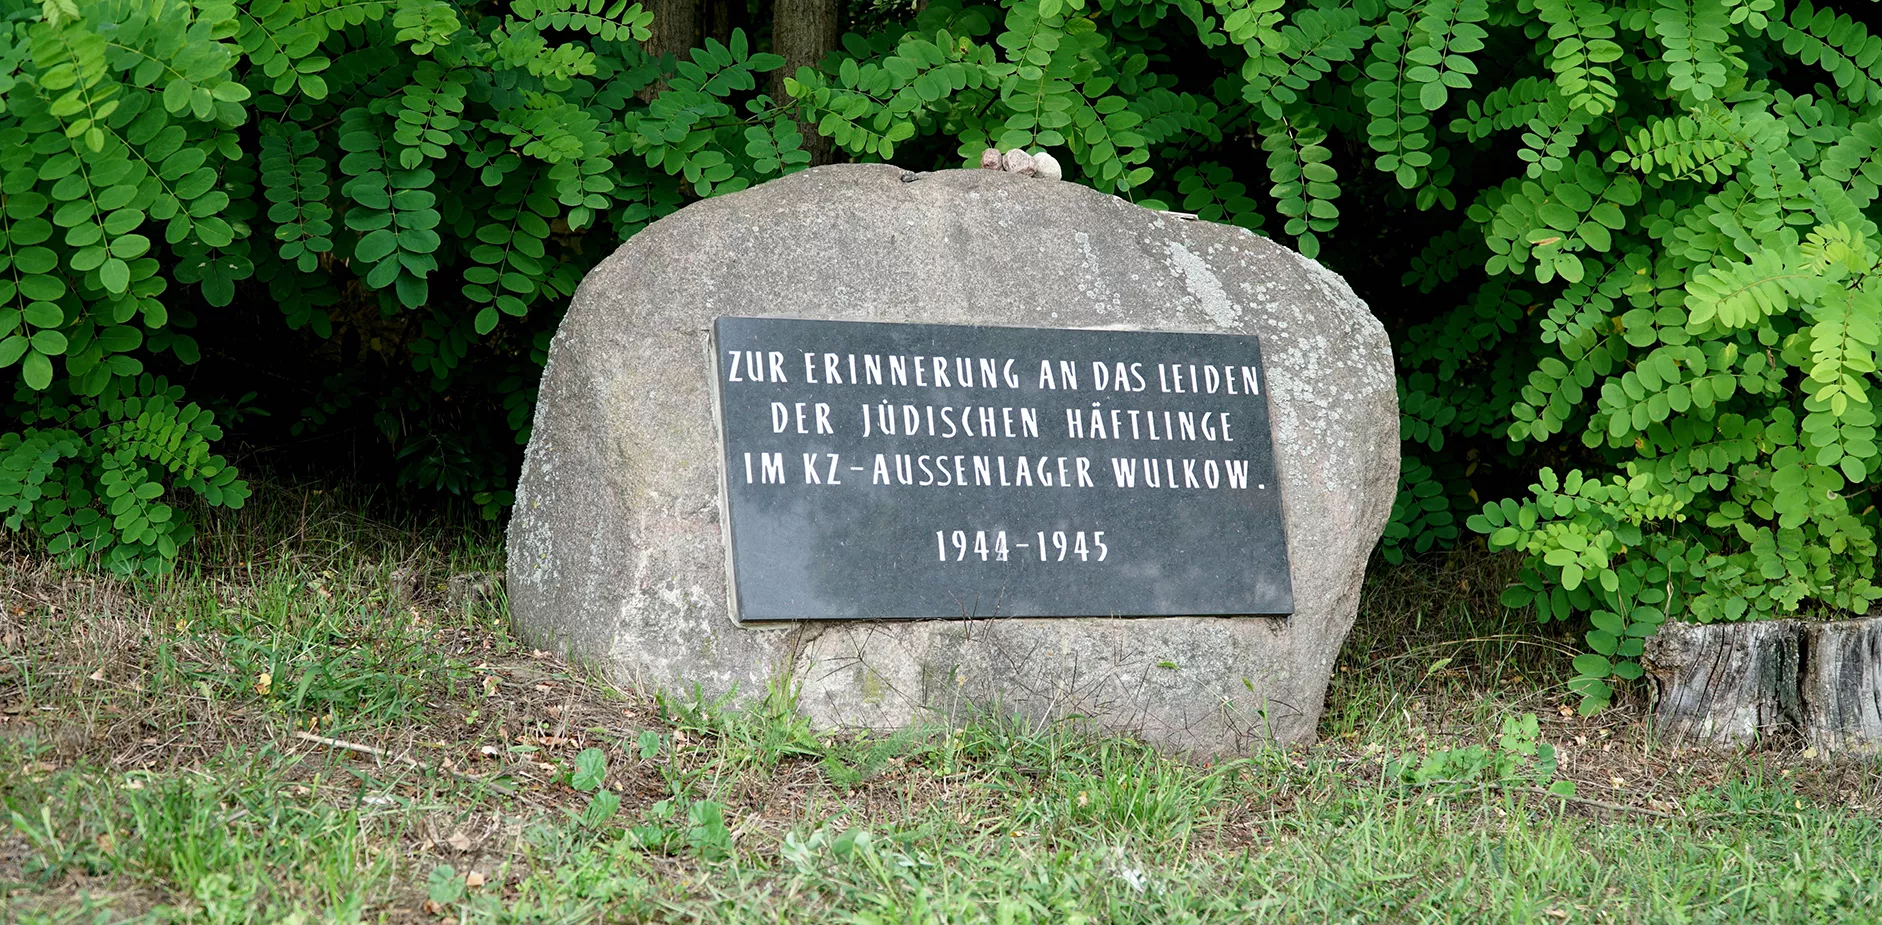 ZUR ERINNERUNG AN DAS LEIDEN
DER JÜDISCHEN HÄFTLINGE
IM KZ-AUSSENLAGER WULKOW.
1944-1945